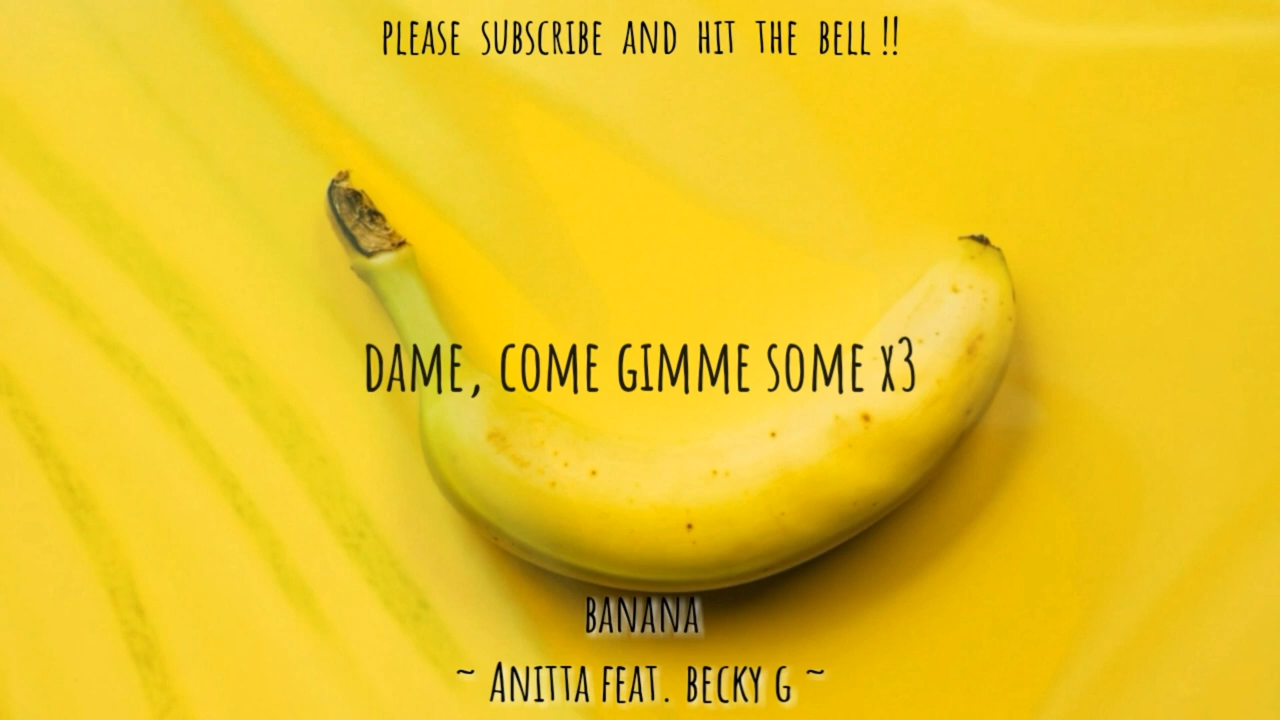 PLEASE SUBSCRIBE AND HIT THE BELL !!
DAME, COME GIMME SOME X3
BANANA
~ ANITTA FEAT. BECKY G ~